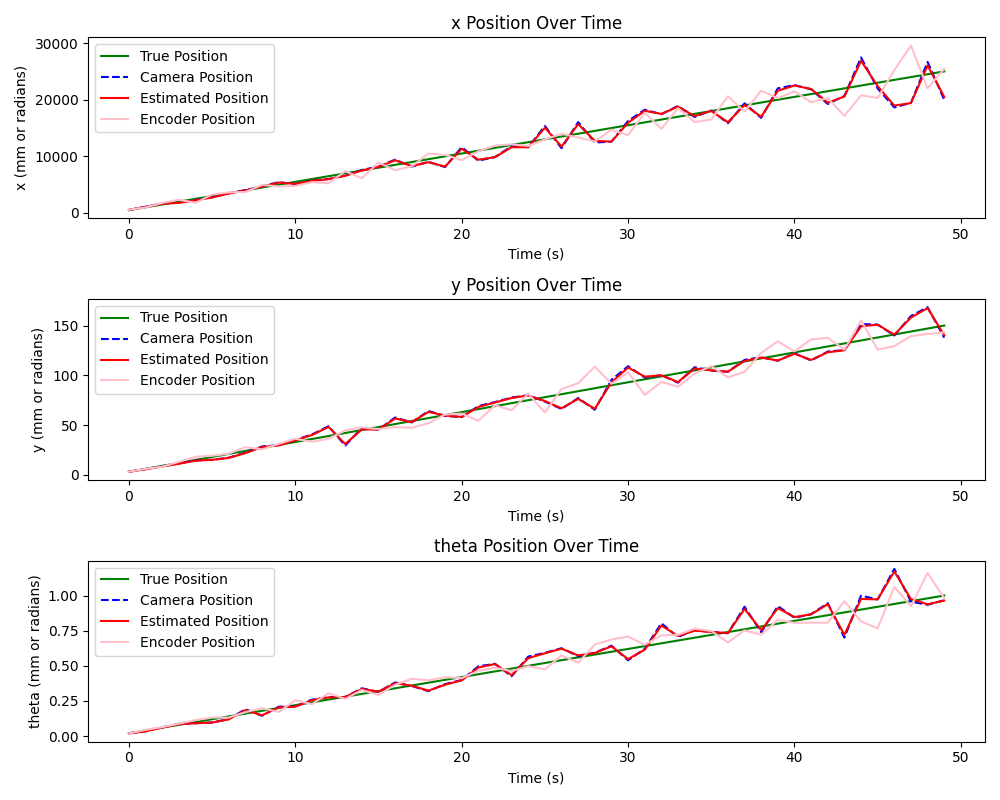 x Position Over Time
x (mm or radians)
30000
20000
10000
0
True Position
Camera Position
Estimated Position
Encoder Position
0 10 20 30 40 50
Time (s)
y Position Over Time
y (mm or radians)
150
100
50
0
True Position
Camera Position
Estimated Position
Encoder Position
0 10 20 30 40 50
Time (s)
theta Position Over Time
theta (mm or radians)
1.00
0.75
0.50
0.25
0.00
True Position
Camera Position
Estimated Position
Encoder Position
0 10 20 30 40 50
Time (s)